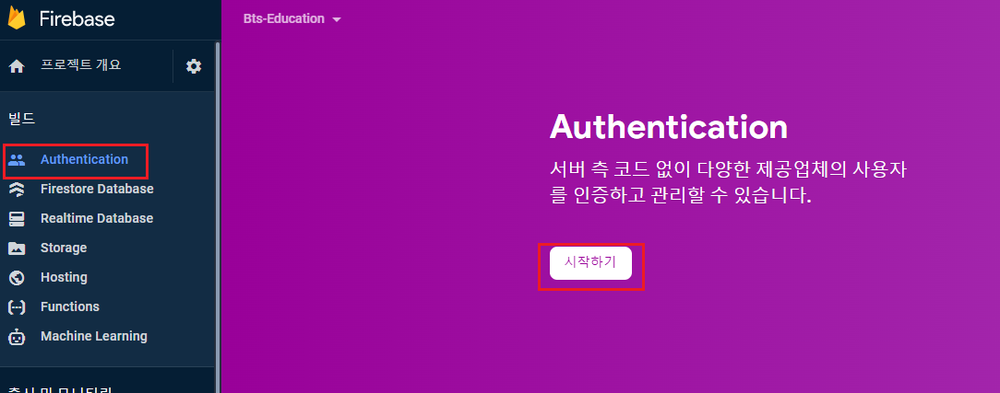 Firebase
Bts-Education
프로젝트 개요
빌드
Authentication
Firestore Database
Realtime Database
Storage
Hosting
Functions
Machine Learning
Authentication
서버 측 코드 없이 다양한 제공업체의 사용자
를 인증하고 관리할 수 있습니다.
시작하기